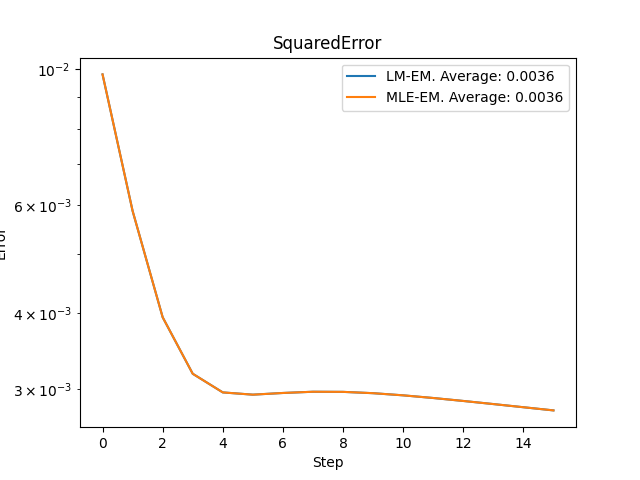 SquaredError
LM-EM. Average: 0.0036
MLE-EM. Average: 0.0036
10⁻²
6 × 10⁻³
4 × 10⁻³
3 × 10⁻³
Error
0 2 4 6 8 10 12 14
Step